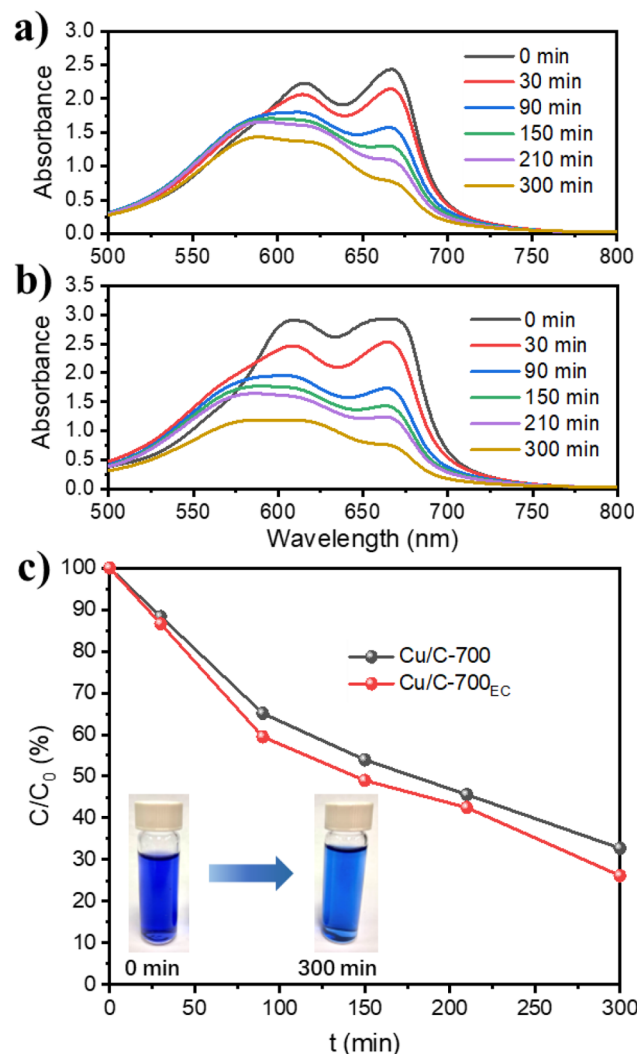 a)
3.0
2.5
2.0
1.5
1.0
0.5
0.0
Absorbance
0 min
30 min
90 min
150 min
210 min
300 min
500 550 600 650 700 750 800
b)
3.5
3.0
2.5
2.0
1.5
1.0
0.5
0.0
Absorbance
0 min
30 min
90 min
150 min
210 min
300 min
500 550 600 650 700 750 800
Wavelength (nm)
c)
100
90
80
70
60
50
40
30
20
10
0
C/C₀ (%)
Cu/C-700
Cu/C-700EC
0 min
300 min
0 50 100 150 200 250 300
t (min)